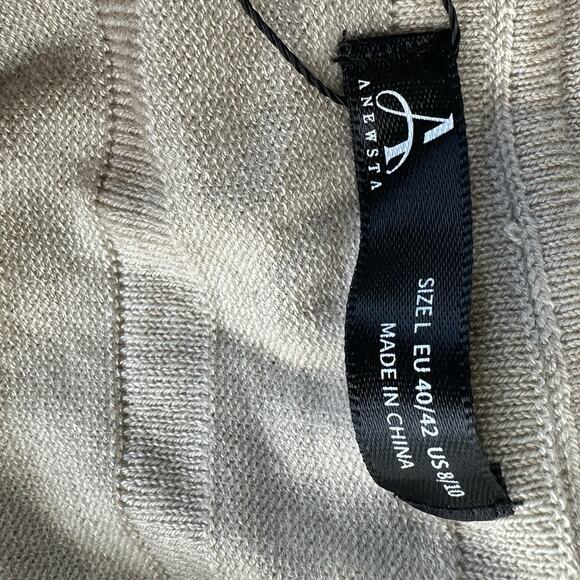 A
ANEWSTA
SIZE L EU 40/42 US 8/10
MADE IN CHINA